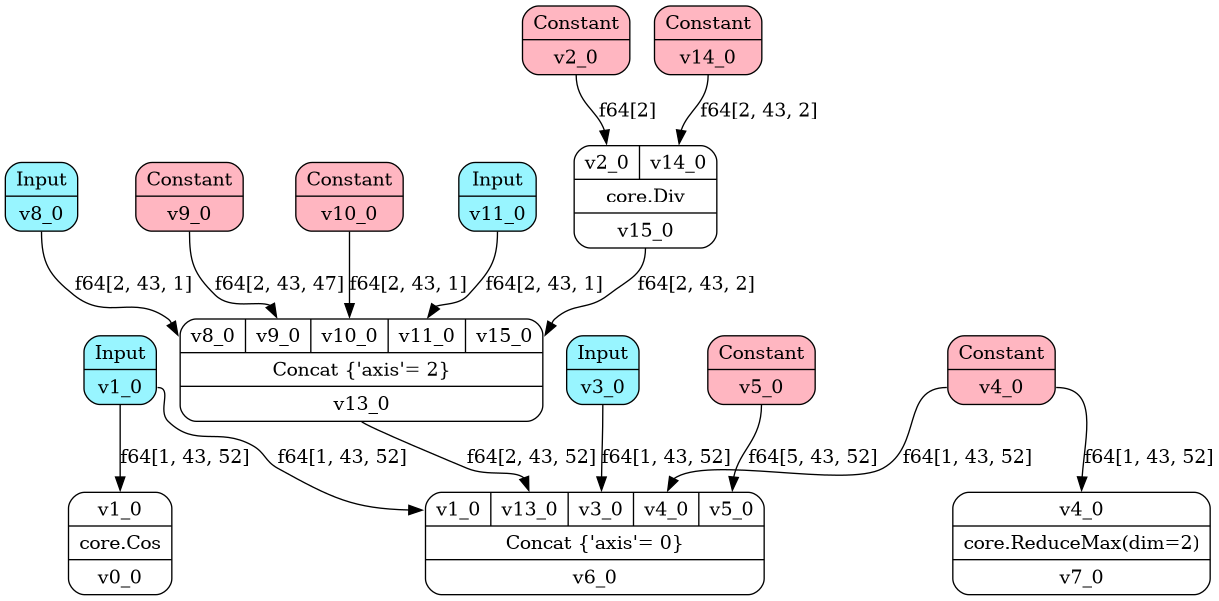 Constant
v2_0
Constant
v14_0
f64[2]
f64[2, 43, 2]
Input
v8_0
Constant
v9_0
Constant
v10_0
Input
v11_0
v2_0 v14_0
core.Div
v15_0
f64[2, 43, 1]
f64[2, 43, 47]
f64[2, 43, 1]
f64[2, 43, 1]
f64[2, 43, 2]
Input
v1_0
v8_0 v9_0 v10_0 v11_0 v15_0
Concat {'axis'= 2}
v13_0
Input
v3_0
Constant
v5_0
Constant
v4_0
f64[1, 43, 52]
f64[1, 43, 52]
f64[2, 43, 52]
f64[1, 43, 52]
f64[5, 43, 52]
f64[1, 43, 52]
f64[1, 43, 52]
v1_0
core.Cos
v0_0
v1_0 v13_0 v3_0 v4_0 v5_0
Concat {'axis'= 0}
v6_0
v4_0
core.ReduceMax(dim=2)
v7_0